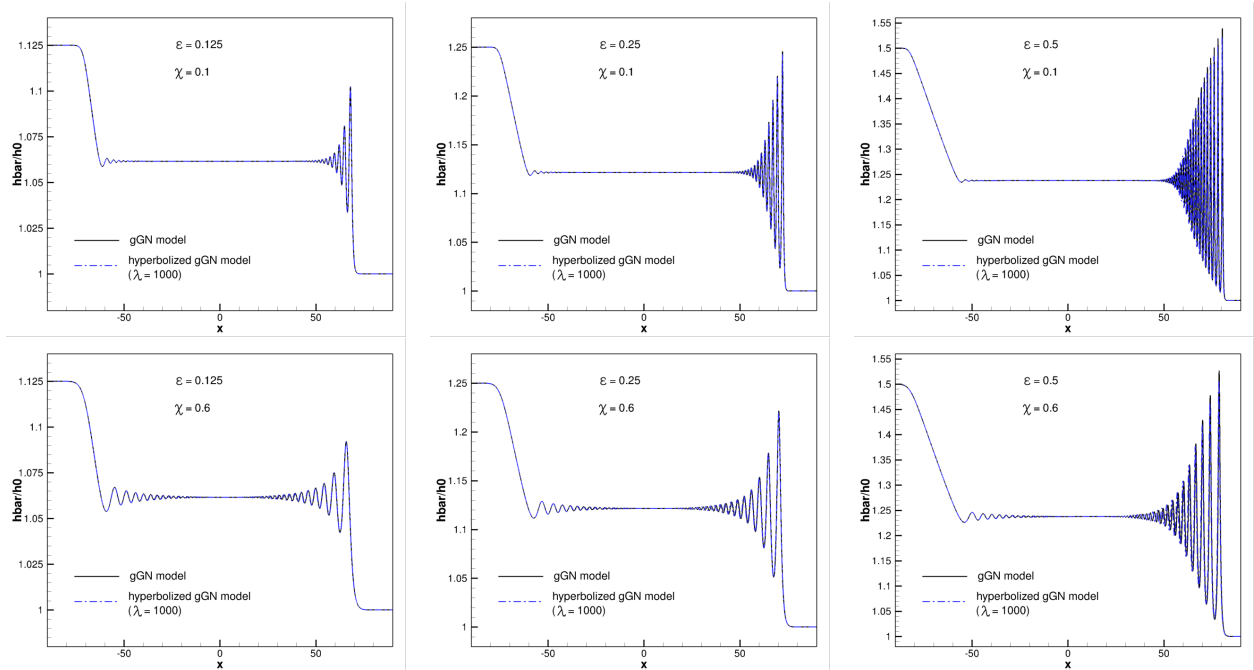 ε = 0.125
χ = 0.1
1.125
1.1
1.075
1.05
1.025
1
hbar/h0
gGN model
hyperbolized gGN model
(λ = 1000)
-50 0 50
x
ε = 0.25
χ = 0.1
1.25
1.2
1.15
1.1
1.05
1
hbar/h0
gGN model
hyperbolized gGN model
(λ = 1000)
-50 0 50
x
ε = 0.5
χ = 0.1
1.55
1.5
1.45
1.4
1.35
1.3
1.25
1.2
1.15
1.1
1.05
1
hbar/h0
gGN model
hyperbolized gGN model
(λ = 1000)
-50 0 50
x
ε = 0.125
χ = 0.6
1.125
1.1
1.075
1.05
1.025
1
hbar/h0
gGN model
hyperbolized gGN model
(λ = 1000)
-50 0 50
x
ε = 0.25
χ = 0.6
1.25
1.2
1.15
1.1
1.05
1
hbar/h0
gGN model
hyperbolized gGN model
(λ = 1000)
-50 0 50
x
ε = 0.5
χ = 0.6
1.55
1.5
1.45
1.4
1.35
1.3
1.25
1.2
1.15
1.1
1.05
1
hbar/h0
gGN model
hyperbolized gGN model
(λ = 1000)
-50 0 50
x